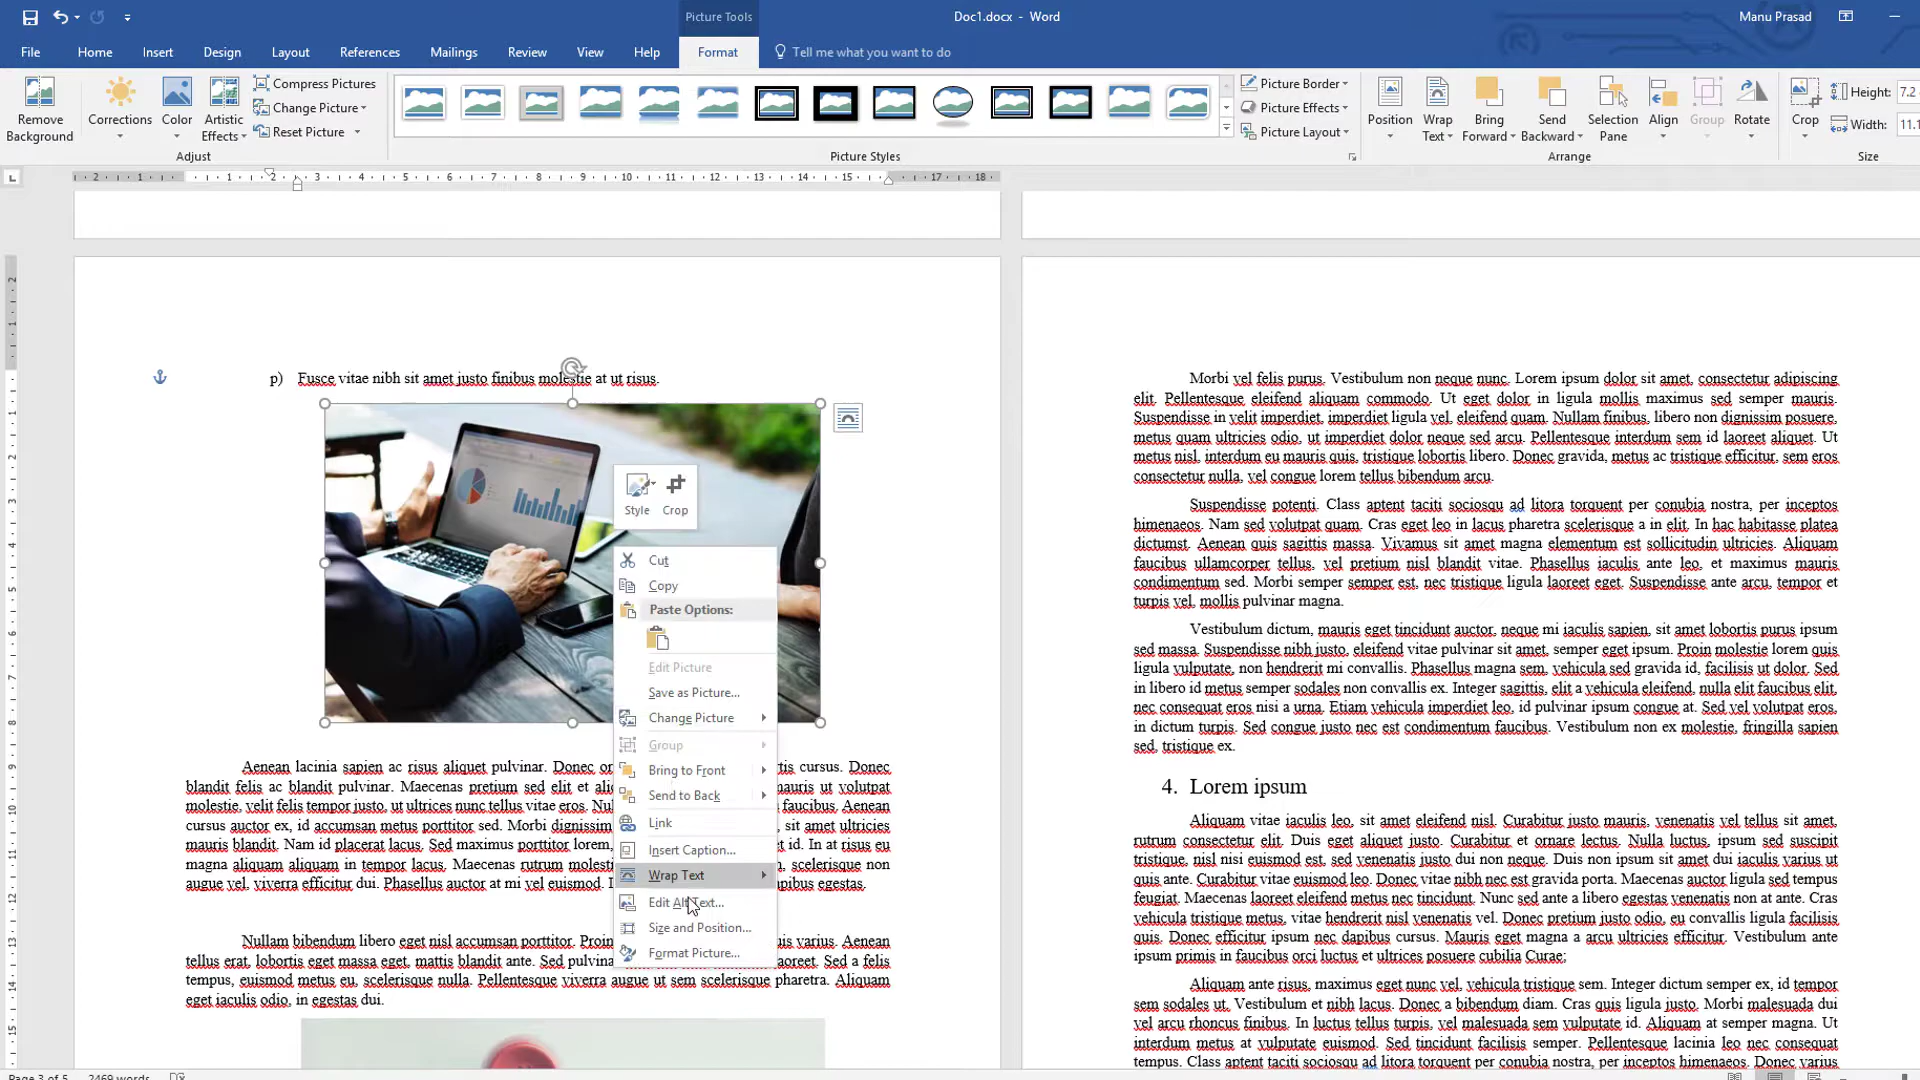 Picture Tools
Doc1.docx - Word
Manu Prasad
File Home Insert Design Layout References Mailings Review View Help Format Tell me what you want to do
Remove Background
Corrections
Color
Artistic Effects
Compress Pictures
Change Picture
Reset Picture
Adjust
Picture Styles
Picture Border
Picture Effects
Picture Layout
Position
Wrap Text
Bring Forward
Send Backward
Selection Pane
Align
Group
Rotate
Arrange
Crop
Height: 7.2
Width: 11.1
Size
2 1 1 2 3 4 5 6 7 8 9 10 11 12 13 14 15 17 18
p) Fusce vitae nibh sit amet justo finibus molestie at ut risus.
Style Crop
Cut
Copy
Paste Options:
Edit Picture
Save as Picture...
Change Picture
Group
Bring to Front
Send to Back
Link
Insert Caption...
Wrap Text
Edit Alt Text...
Size and Position...
Format Picture...
Aenean lacinia sapien ac risus aliquet pulvinar. Donec cursus. Donec
blandit felis ac blandit pulvinar. Maecenas pretium sed elit et mauris ut volutpat
molestie, velit felis tempor justo, ut ultrices nunc tellus vitae eros. faucibus. Aenean
cursus auctor ex, id accumsan metus porttitor sed. Morbi dignissim sit amet ultricies
mauris blandit. Nam id placerat lacus. Sed maximus porttitor lorem, id. In at risus eu
magna aliquam aliquam in tempor lacus. Maecenas rutrum scelerisque non
augue vel, viverra efficitur dui. Phasellus auctor at mi vel euismod. egestas.
Nullam bibendum libero eget nisl accumsan porttitor. Proin varius. Aenean
tellus erat, lobortis eget massa eget, mattis blandit ante. Sed laoreet. Sed a felis
tempus, euismod metus eu, scelerisque nulla. Pellentesque viverra augue ut sem scelerisque pharetra. Aliquam
eget iaculis odio, in egestas dui.
Morbi vel felis purus. Vestibulum non neque nunc. Lorem ipsum dolor sit amet, consectetur adipiscing
elit. Pellentesque eleifend aliquam commodo. Ut eget dolor in ligula mollis maximus sed semper mauris.
Suspendisse in velit imperdiet, imperdiet ligula vel, eleifend quam. Nullam finibus, libero non dignissim posuere,
metus quam ultricies odio, ut imperdiet dolor neque sed arcu. Pellentesque interdum sem id laoreet aliquet. Ut
metus nisl, interdum eu mauris quis, tristique lobortis libero. Donec gravida, metus ac tristique efficitur, sem eros
consectetur nulla, vel congue lorem tellus bibendum arcu.
Suspendisse potenti. Class aptent taciti sociosqu ad litora torquent per conubia nostra, per inceptos
himenaeos. Nam sed volutpat quam. Cras eget leo in lacus pharetra scelerisque a in elit. In hac habitasse platea
dictumst. Aenean quis sagittis massa. Vivamus sit amet magna elementum est sollicitudin ultricies. Aliquam
faucibus ullamcorper tellus, vel pretium nisl blandit vitae. Phasellus iaculis ante leo, et maximus mauris
condimentum sed. Morbi semper semper est, nec tristique ligula laoreet eget. Suspendisse ante arcu, tempor et
turpis vel, mollis pulvinar magna.
Vestibulum dictum, mauris eget tincidunt auctor, neque mi iaculis sapien, sit amet lobortis purus ipsum
sed massa. Suspendisse nibh justo, eleifend vitae pulvinar sit amet, semper eget ipsum. Proin molestie lorem quis
ligula vulputate, non hendrerit mi convallis. Phasellus magna sem, vehicula sed gravida id, facilisis ut dolor. Sed
in libero id metus semper sodales non convallis ex. Integer sagittis, elit a vehicula eleifend, nulla elit faucibus elit,
nec consequat eros nisi a urna. Etiam vehicula imperdiet leo, id pulvinar ipsum congue at. Sed vel volutpat eros,
in dictum turpis. Sed congue justo nec est condimentum faucibus. Vestibulum non ex molestie, fringilla sapien
sed, tristique ex.
4. Lorem ipsum
Aliquam vitae iaculis leo, sit amet eleifend nisl. Curabitur justo mauris, venenatis vel tellus sit amet,
rutrum consectetur elit. Duis eget aliquet justo. Curabitur et ornare lectus. Nulla luctus, ipsum sed suscipit
tristique, nisl nisi euismod est, sed venenatis justo dui non neque. Duis non ipsum sit amet dui iaculis varius ut
quis ante. Curabitur vitae euismod leo. Donec vitae nibh nec est gravida porta. Maecenas auctor ligula sed tempus
feugiat. Maecenas eget tempus neque, at hendrerit metus. Nunc sed ante a libero egestas venenatis non at ante. Cras
vehicula tristique metus, vitae hendrerit nisl venenatis vel. Donec pretium justo odio, eu convallis ligula facilisis
quis. Donec efficitur ipsum nec dapibus cursus. Mauris eget magna a arcu ultricies efficitur. Vestibulum ante
ipsum primis in faucibus orci luctus et ultrices posuere cubilia Curae;
Aliquam ante risus, maximus eget nunc vel, vehicula tristique sem. Integer dictum semper ex, id tempor
sem sodales ut. Vestibulum et nibh lacus. Donec a bibendum diam. Cras quis ligula justo. Morbi malesuada dui
vel arcu rhoncus finibus. In luctus tellus turpis, vel malesuada sem vulputate id. Aliquam at semper magna. Ut
interdum metus at vulputate euismod. Sed tincidunt facilisis semper. Pellentesque lacinia nec consequat
tempus. Class aptent taciti sociosqu ad litora torquent per conubia nostra, per inceptos himenaeos. Donec varius
Page 3 of 5 2469 words